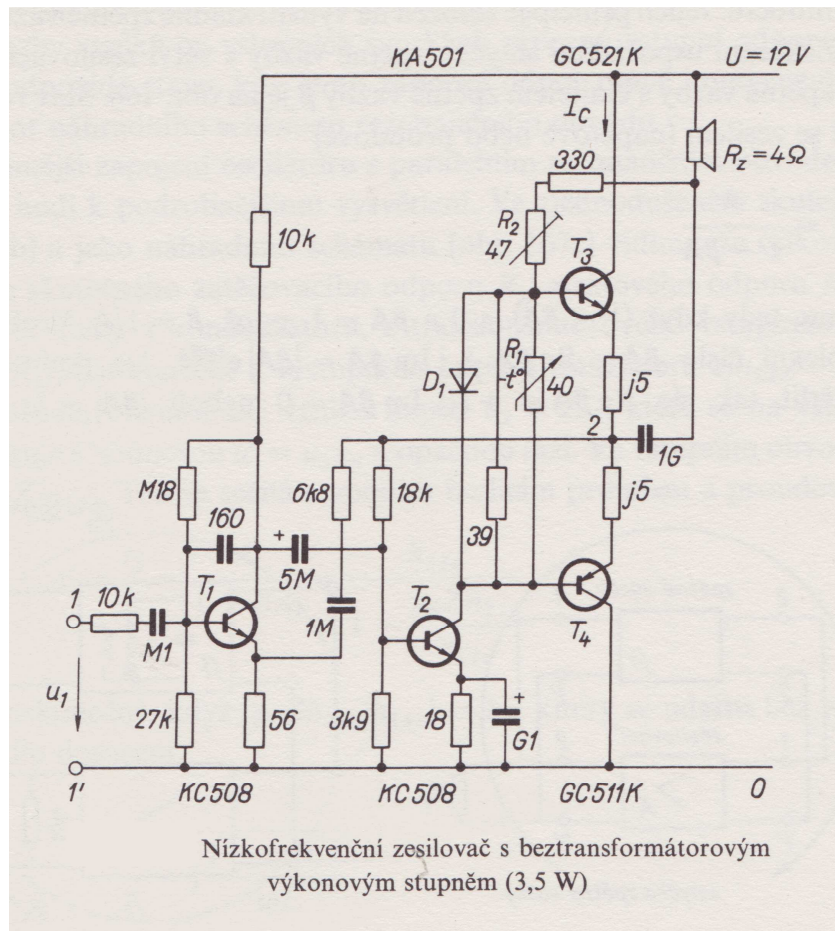 KA501 GC521K U=12V
I_C
R_z = 4Ω
330
R_2
47
10k
T_3
R_1
-t° 40
D_1
j5
2
1G
M18
6k8
18k
j5
160
39
+
5M
T_1
T_2
1 10k
1M
T_4
M1
u_1
+
27k 56 3k9 18 G1
1' KC508 KC508 GC511K 0
Nízkofrekvenční zesilovač s beztransformátorovým
výkonovým stupněm (3,5 W)